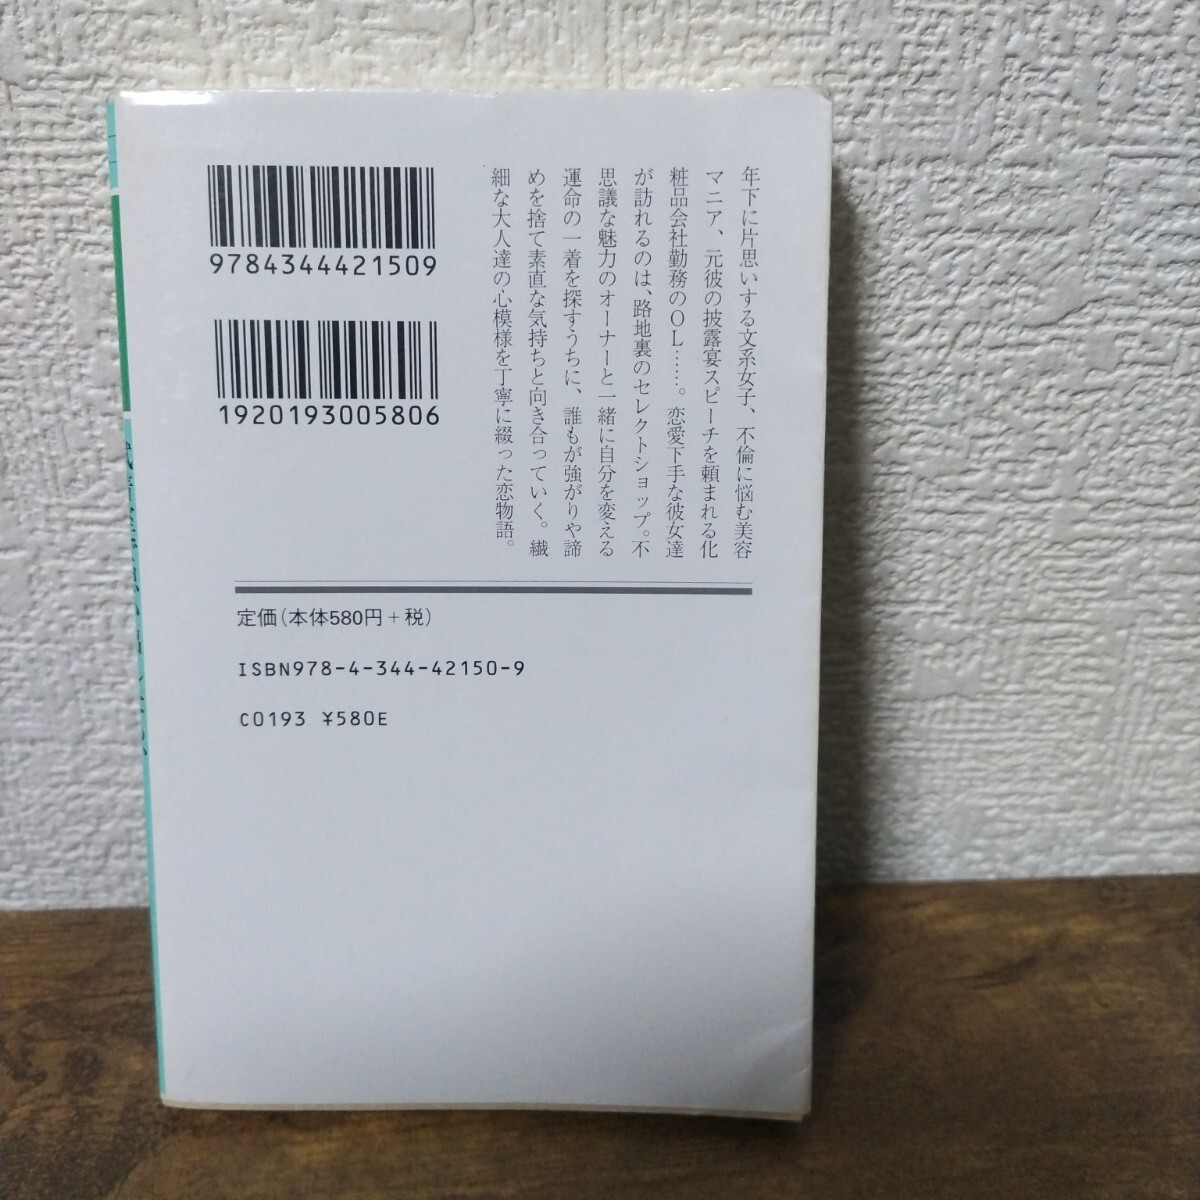 年下に片思いする文系女子、不倫に悩む美容
マニア、元彼の披露宴スピーチを頼まれる化
粧品会社勤務のOL……。恋愛下手な彼女達
が訪れるのは、路地裏のセレクトショップ。不
思議な魅力のオーナーと一緒に自分を変える
運命の一着を探すうちに、誰もが強がりや諦
めを捨て素直な気持ちと向き合っていく。繊
細な大人達の心模様を丁寧に綴った恋物語。
9784344421509
1920193005806
定価(本体580円+税)
ISBN978-4-344-42150-9
C0193 ¥580E